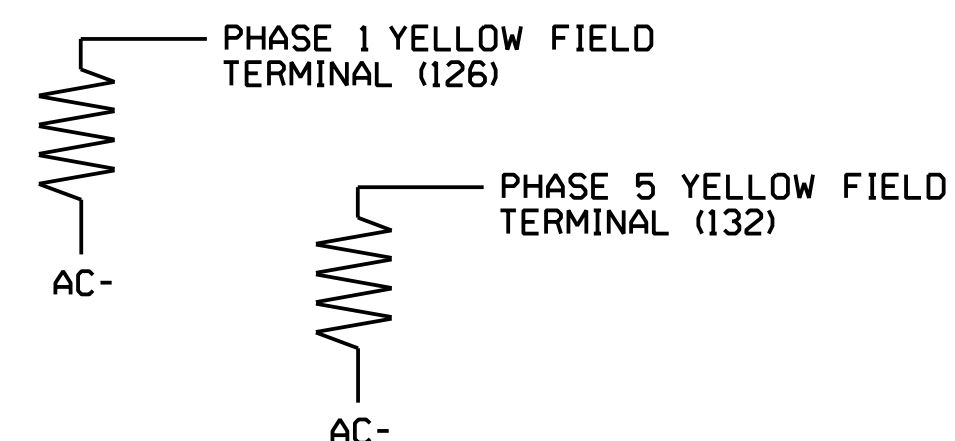 PHASE 1 YELLOW FIELD
TERMINAL (126)
AC-
PHASE 5 YELLOW FIELD
TERMINAL (132)
AC-